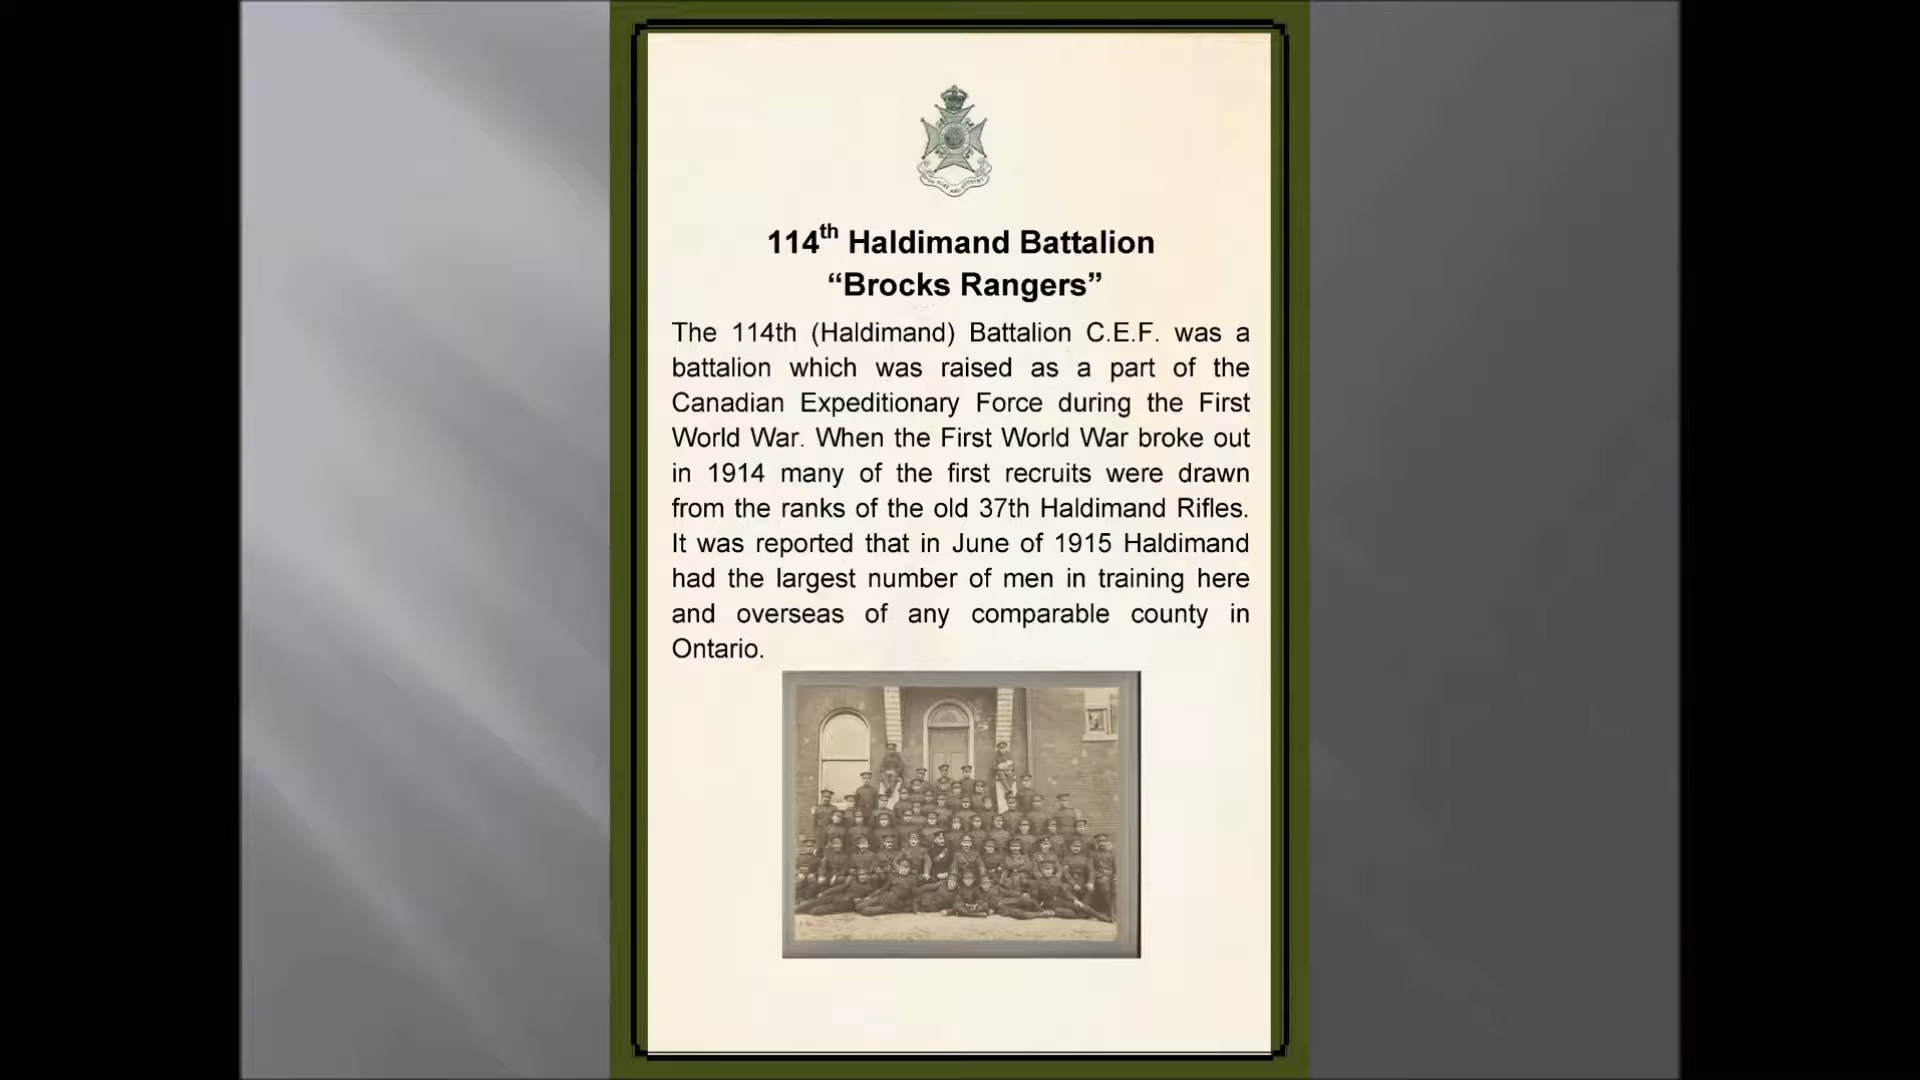 114th Haldimand Battalion
“Brocks Rangers”
The 114th (Haldimand) Battalion C.E.F. was a
battalion which was raised as a part of the
Canadian Expeditionary Force during the First
World War. When the First World War broke out
in 1914 many of the first recruits were drawn
from the ranks of the old 37th Haldimand Rifles.
It was reported that in June of 1915 Haldimand
had the largest number of men in training here
and overseas of any comparable county in
Ontario.